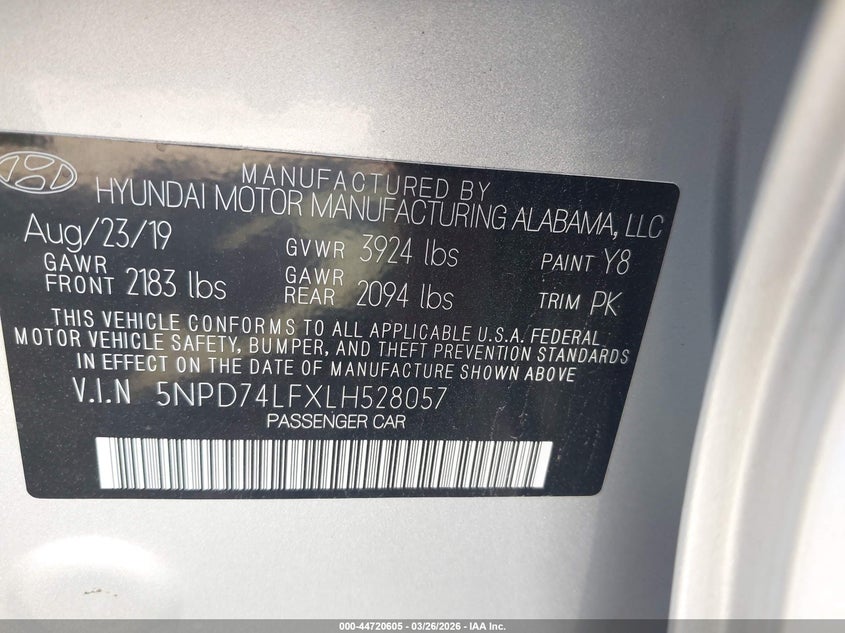 MANUFACTURED BY
HYUNDAI MOTOR MANUFACTURING ALABAMA, LLC
Aug/23/19 GVWR 3924 lbs PAINT Y8
GAWR FRONT 2183 lbs GAWR REAR 2094 lbs TRIM PK
THIS VEHICLE CONFORMS TO ALL APPLICABLE U.S.A. FEDERAL
MOTOR VEHICLE SAFETY, BUMPER, AND THEFT PREVENTION STANDARDS
IN EFFECT ON THE DATE OF MANUFACTURE SHOWN ABOVE
V.I.N 5NPD74LFXLH528057
PASSENGER CAR
000-44720605 - 03/26/2026 - IAA Inc.